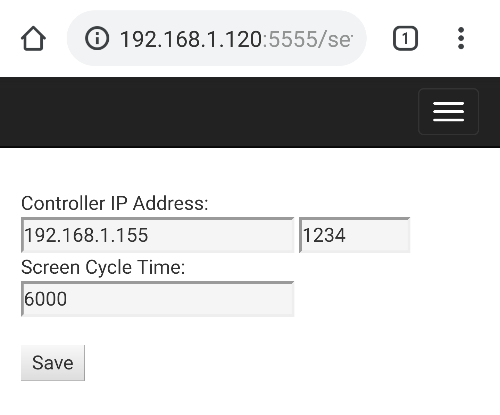 192.168.1.120:5555/se
1
Controller IP Address:
192.168.1.155 1234
Screen Cycle Time:
6000
Save